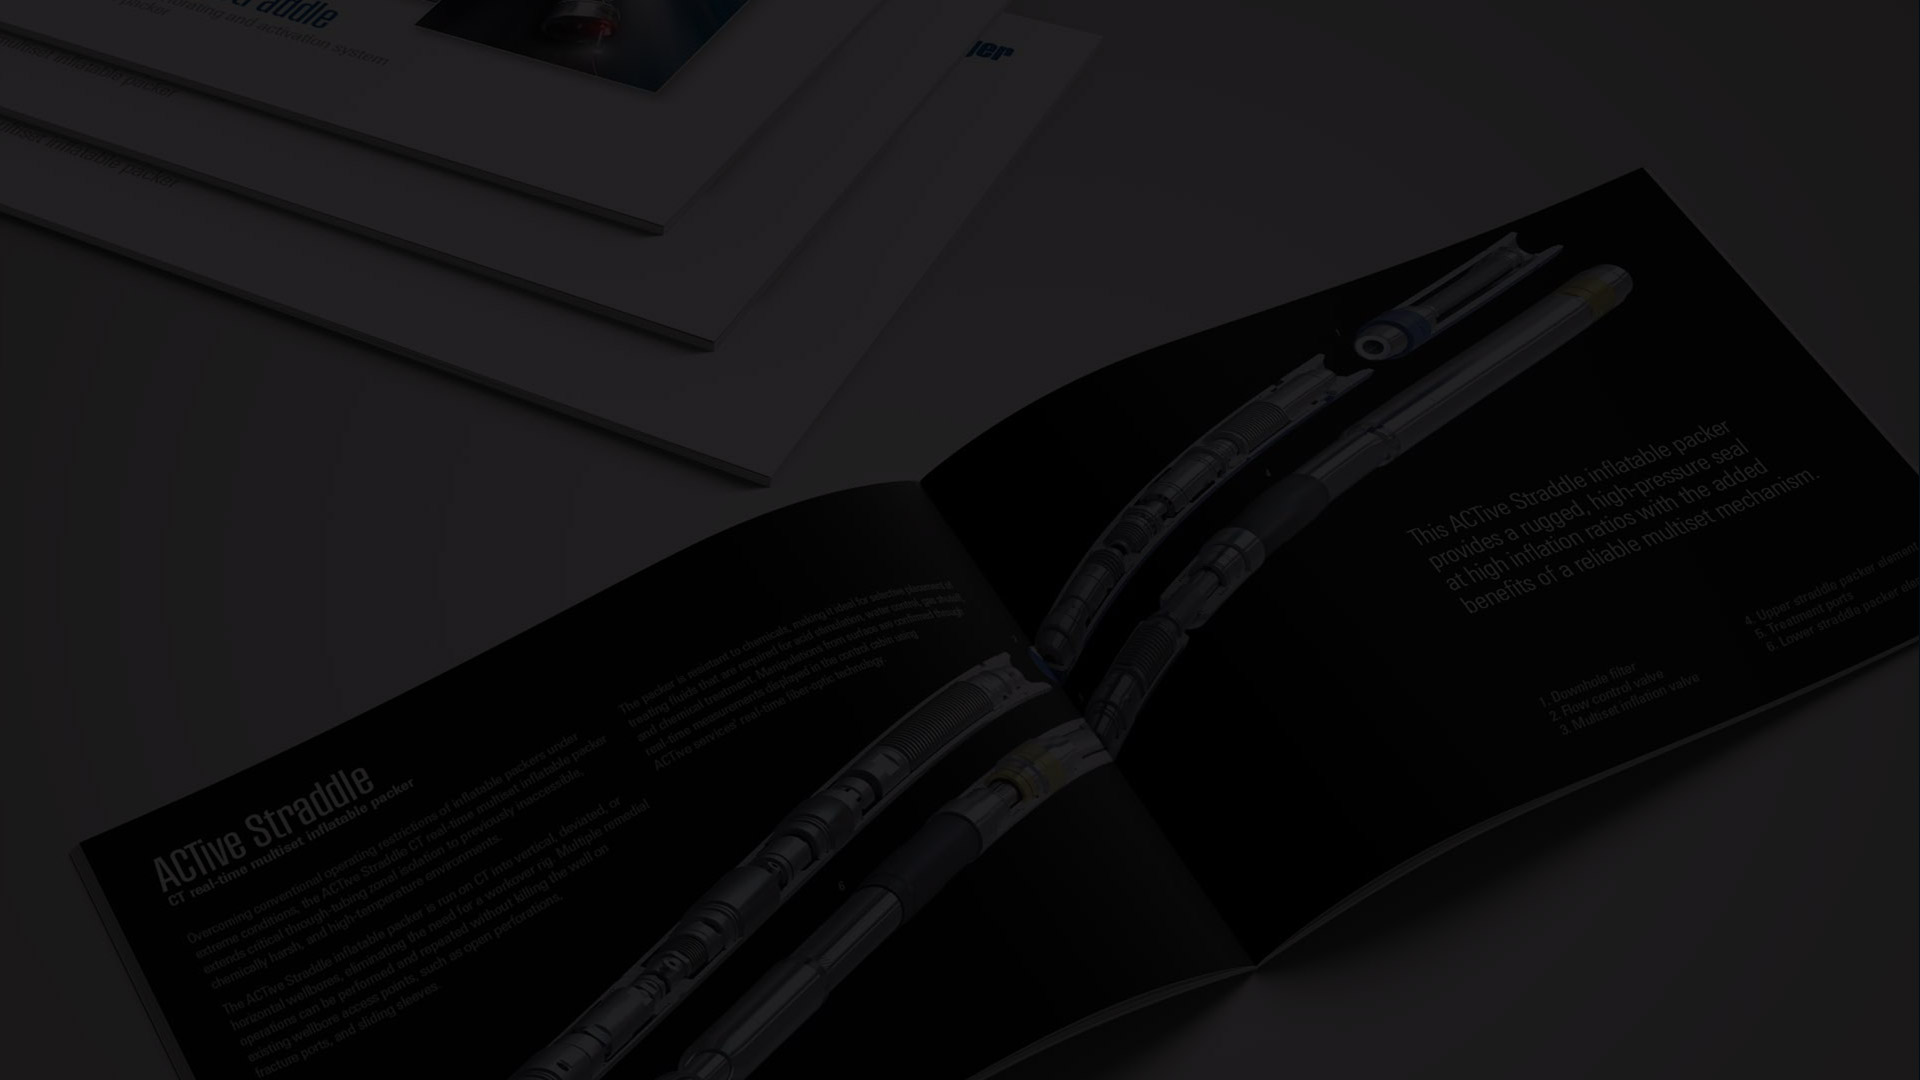 addle
orating and activation system
packer
inflatable packer
multiset inflatable packer
ger
This ACTive Straddle inflatable packer
provides a rugged, high-pressure seal
at high inflation ratios with the added
benefits of a reliable multiset mechanism.
4. Upper straddle packer element
5. Treatment ports
6. Lower straddle packer ele
1. Downhole filter
2. Flow control valve
3. Multiset inflation valve
The packer is resistant to chemicals, making it ideal for selective placement of
treating fluids that are required for acid stimulation, water control, gas shutoff,
and chemical treatment. Manipulations from surface are confirmed through
real-time measurements displayed in the control cabin using
ACTive services' real-time fiber-optic technology.
ACTive Straddle
CT real-time multiset inflatable packer
Overcoming conventional operating restrictions of inflatable packers under
extreme conditions, the ACTive Straddle CT real-time multiset inflatable packer
extends critical through-tubing zonal isolation to previously inaccessible,
chemically harsh, and high-temperature environments.
The ACTive Straddle inflatable packer is run on CT into vertical, deviated, or
horizontal wellbores, eliminating the need for a workover rig. Multiple remedial
operations can be performed and repeated without killing the well on
existing wellbore access points, such as open perforations,
fracture ports, and sliding sleeves.
6